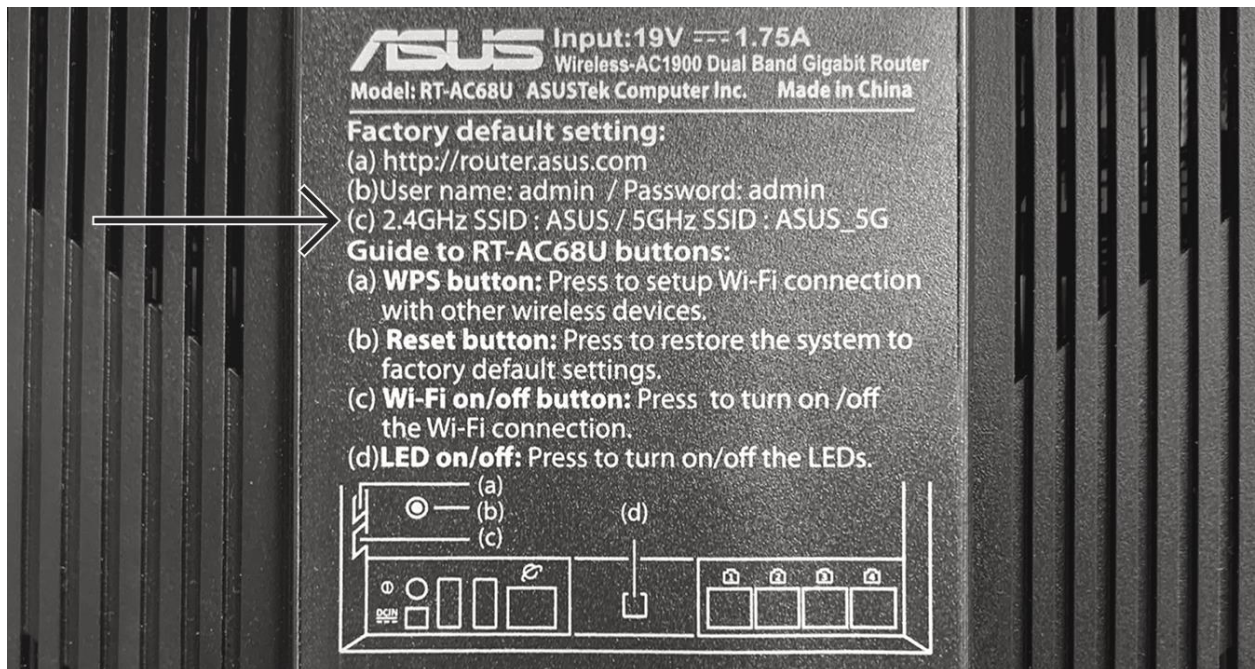 ASUS Input:19V ⎓ 1.75A
Wireless-AC1900 Dual Band Gigabit Router
Model: RT-AC68U ASUSTek Computer Inc. Made in China
Factory default setting:
(a) http://router.asus.com
(b)User name: admin / Password: admin
(c) 2.4GHz SSID : ASUS / 5GHz SSID : ASUS_5G
Guide to RT-AC68U buttons:
(a) WPS button: Press to setup Wi-Fi connection
with other wireless devices.
(b) Reset button: Press to restore the system to
factory default settings.
(c) Wi-Fi on/off button: Press to turn on /off
the Wi-Fi connection.
(d)LED on/off: Press to turn on/off the LEDs.
(a)
(b) (d)
(c)
1 2 3 4
DCIN